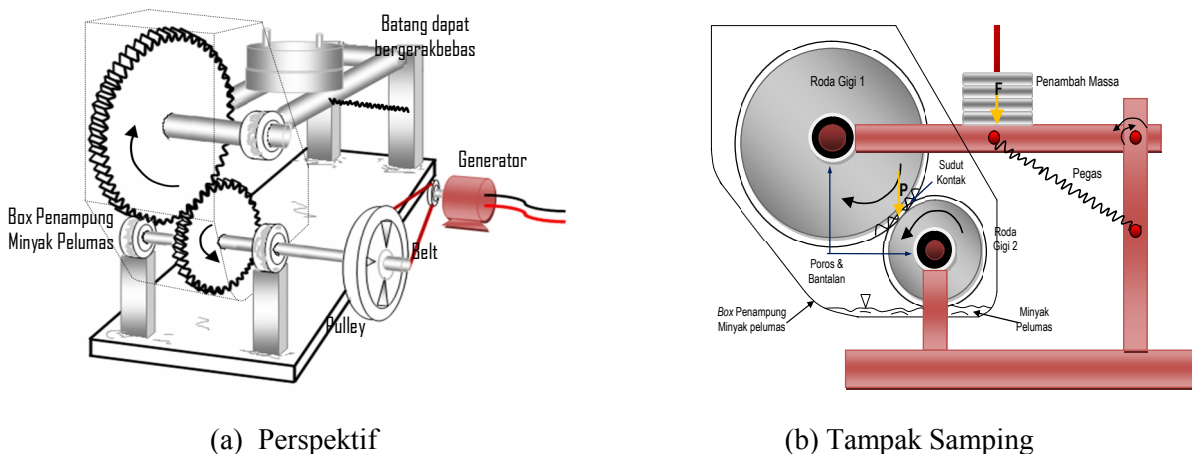 Batang dapat
bergerakbebas
Generator
Box Penampung
Minyak Pelumas
Belt
Pulley
(a) Perspektif
Roda Gigi 1
F
Penambah Massa
Sudut
Kontak
P
Pegas
Roda
Gigi 2
Poros &
Bantalan
Box Penampung
Minyak pelumas
Minyak
Pelumas
(b) Tampak Samping